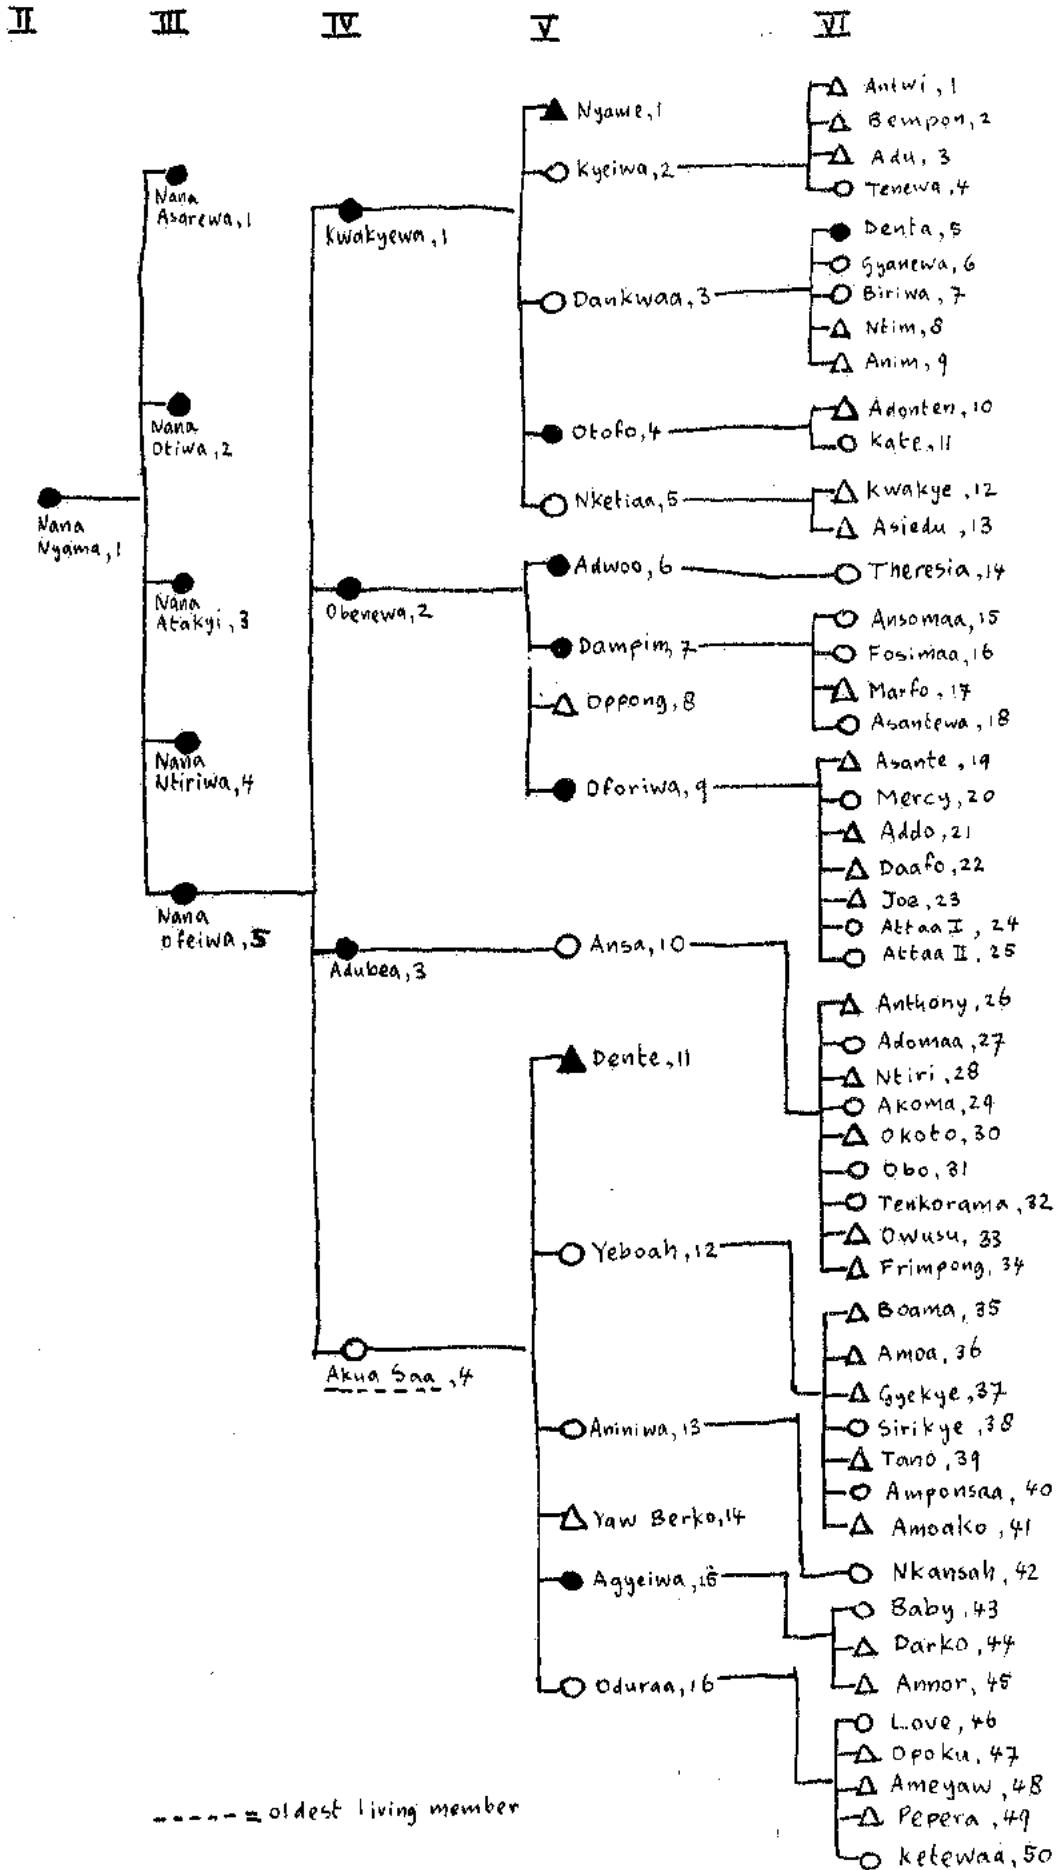 II III IV V VI
Nana
Nyama, 1
Nana
Asarewa, 1
Nana
Otiwa, 2
Nana
Atakyi, 3
Nana
Ntiriwa, 4
Nana
Ofeiwa, 5
Kwakyewa, 1
Obenewa, 2
Adubea, 3
Akua Saa, 4
Nyame, 1
Kyeiwa, 2
Dankwaa, 3
Otofo, 4
Nketiaa, 5
Adwoo, 6
Dampim, 7
Oppong, 8
Oforiwa, 9
Ansa, 10
Dente, 11
Yeboah, 12
Aniniwa, 13
Yaw Berko, 14
Agyeiwa, 15
Oduraa, 16
Antwi, 1
Bempon, 2
Adu, 3
Tenewa, 4
Denta, 5
Gyanewa, 6
Biriwa, 7
Ntim, 8
Anim, 9
Adonten, 10
Kate, 11
Kwakye, 12
Asiedu, 13
Theresia, 14
Ansomaa, 15
Fosimaa, 16
Marfo, 17
Asantewa, 18
Asante, 19
Mercy, 20
Addo, 21
Daafo, 22
Joe, 23
Attaa I, 24
Attaa II, 25
Anthony, 26
Adomaa, 27
Ntiri, 28
Akoma, 29
Okoto, 30
Obo, 31
Tenkorama, 32
Owusu, 33
Frimpong, 34
Boama, 35
Amoa, 36
Gyekye, 37
Sirikye, 38
Tano, 39
Amponsaa, 40
Amoako, 41
Nkansah, 42
Baby, 43
Darko, 44
Annor, 45
Love, 46
Opoku, 47
Ameyaw, 48
Pepera, 49
Ketewaa, 50
------ = oldest living member